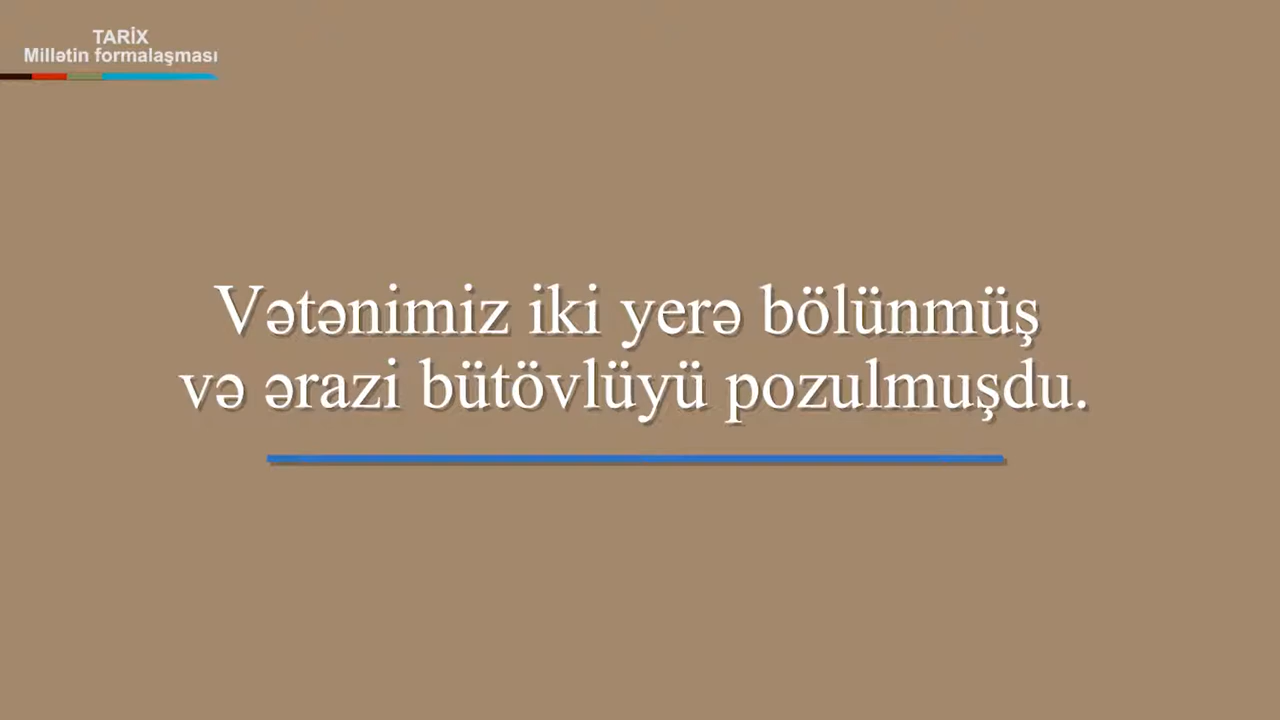 TARİX
Millətin formalaşması
Vətənimiz iki yerə bölünmüş
və ərazi bütövlüyü pozulmuşdu.